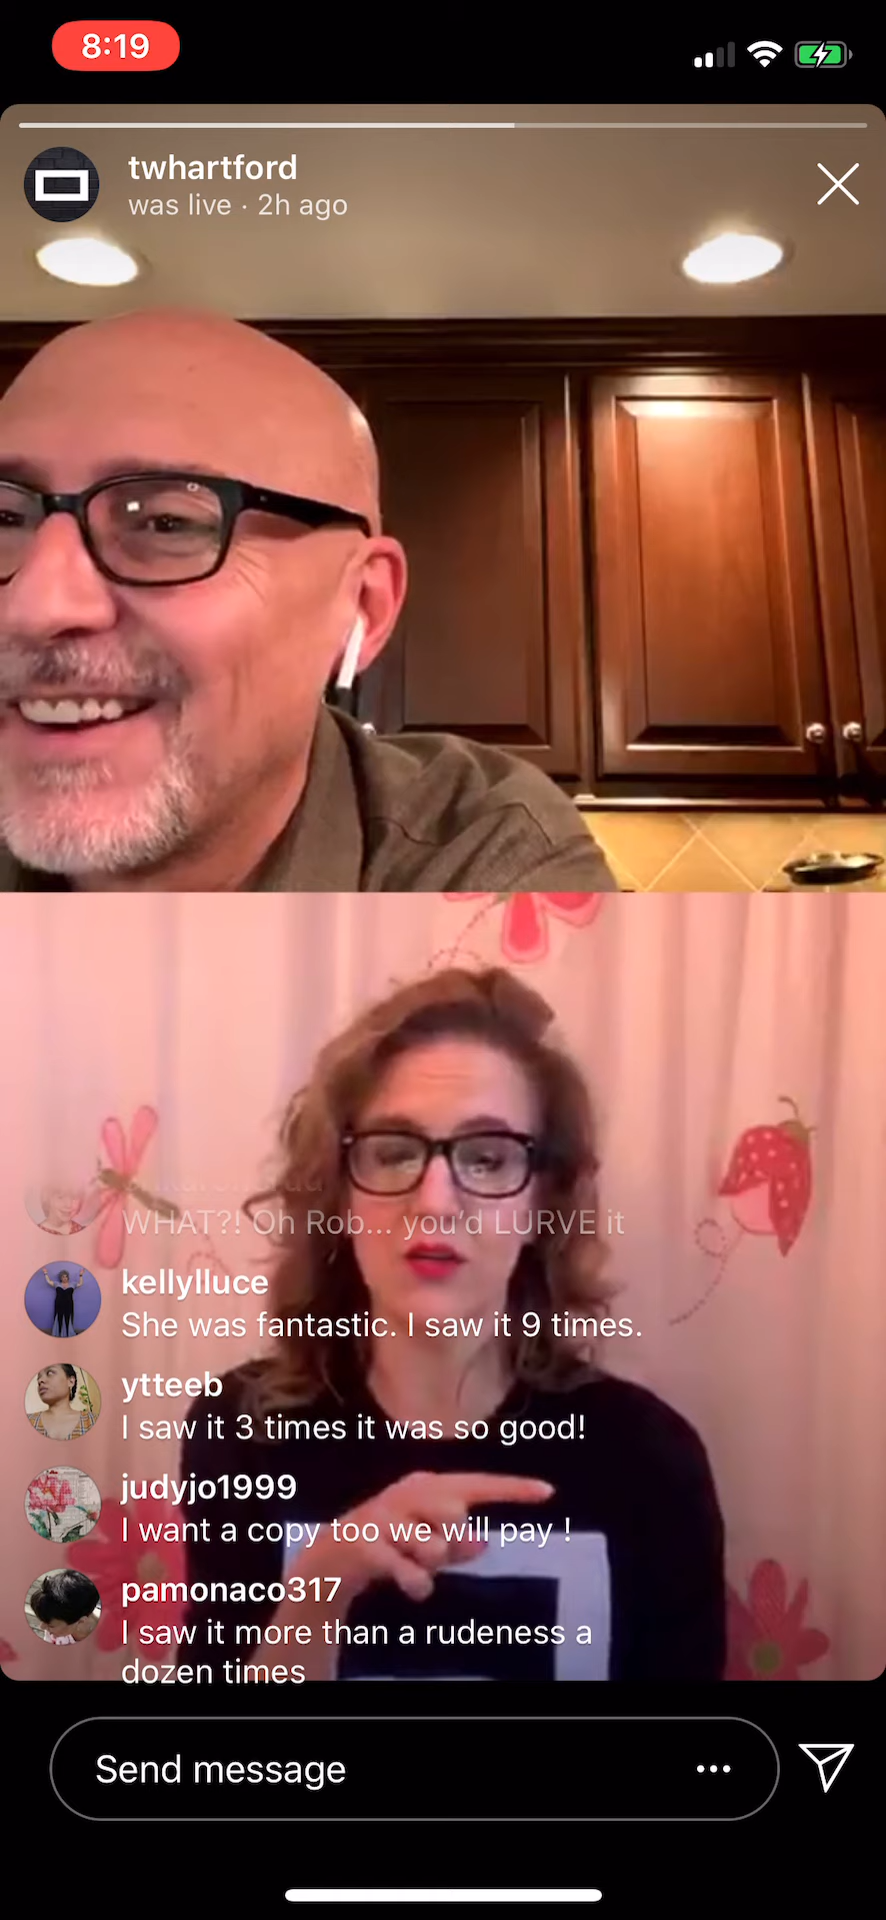 8:19
twhartford
was live · 2h ago
WHAT?! Oh Rob... you'd LURVE it
kellylluce
She was fantastic. I saw it 9 times.
ytteeb
I saw it 3 times it was so good!
judyjo1999
I want a copy too we will pay !
pamonaco317
I saw it more than a rudeness a
dozen times
Send message